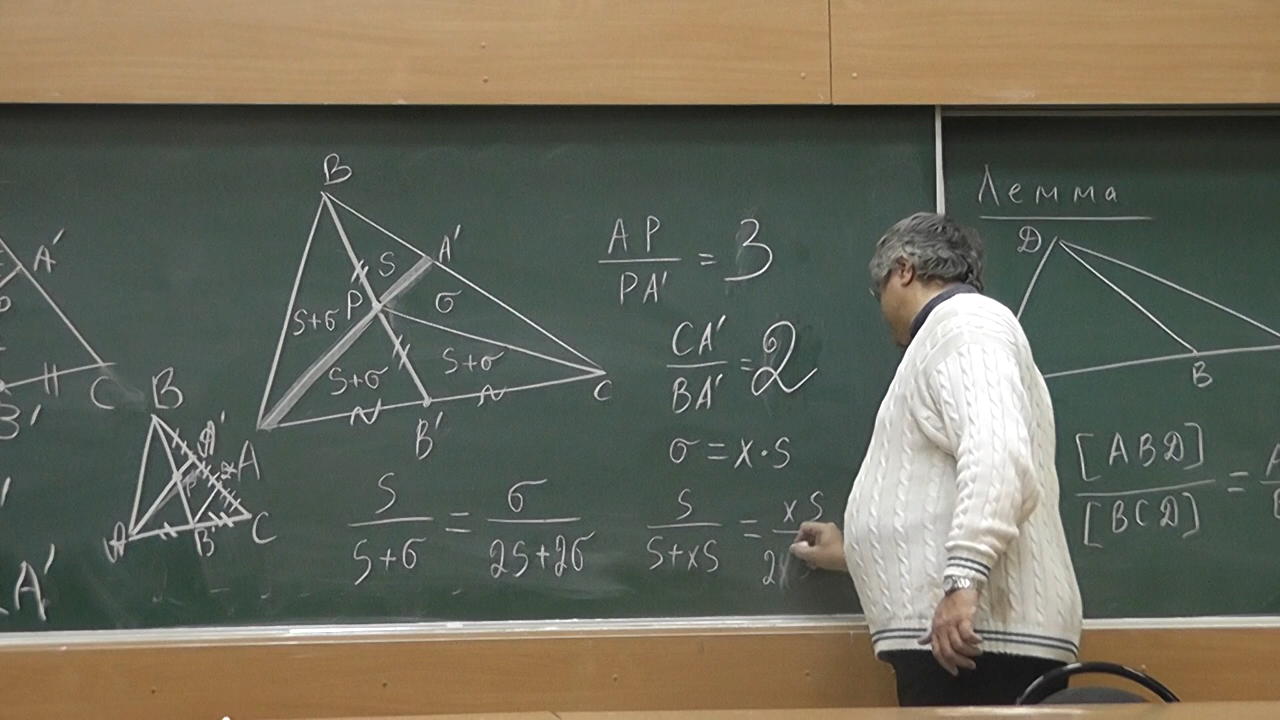 B
A'
S
P
σ
S+σ
S+σ
S+σ
B'
C
A'
C
B'
B
A'
A
P
A
B'
C
A'
AP / PA' = 3
CA' / BA' = 2
σ = x·s
S / S+σ = σ / 2S+2σ
S / S+xS = xS / 2
Лемма
D
B
[ABD] / [BCD] =